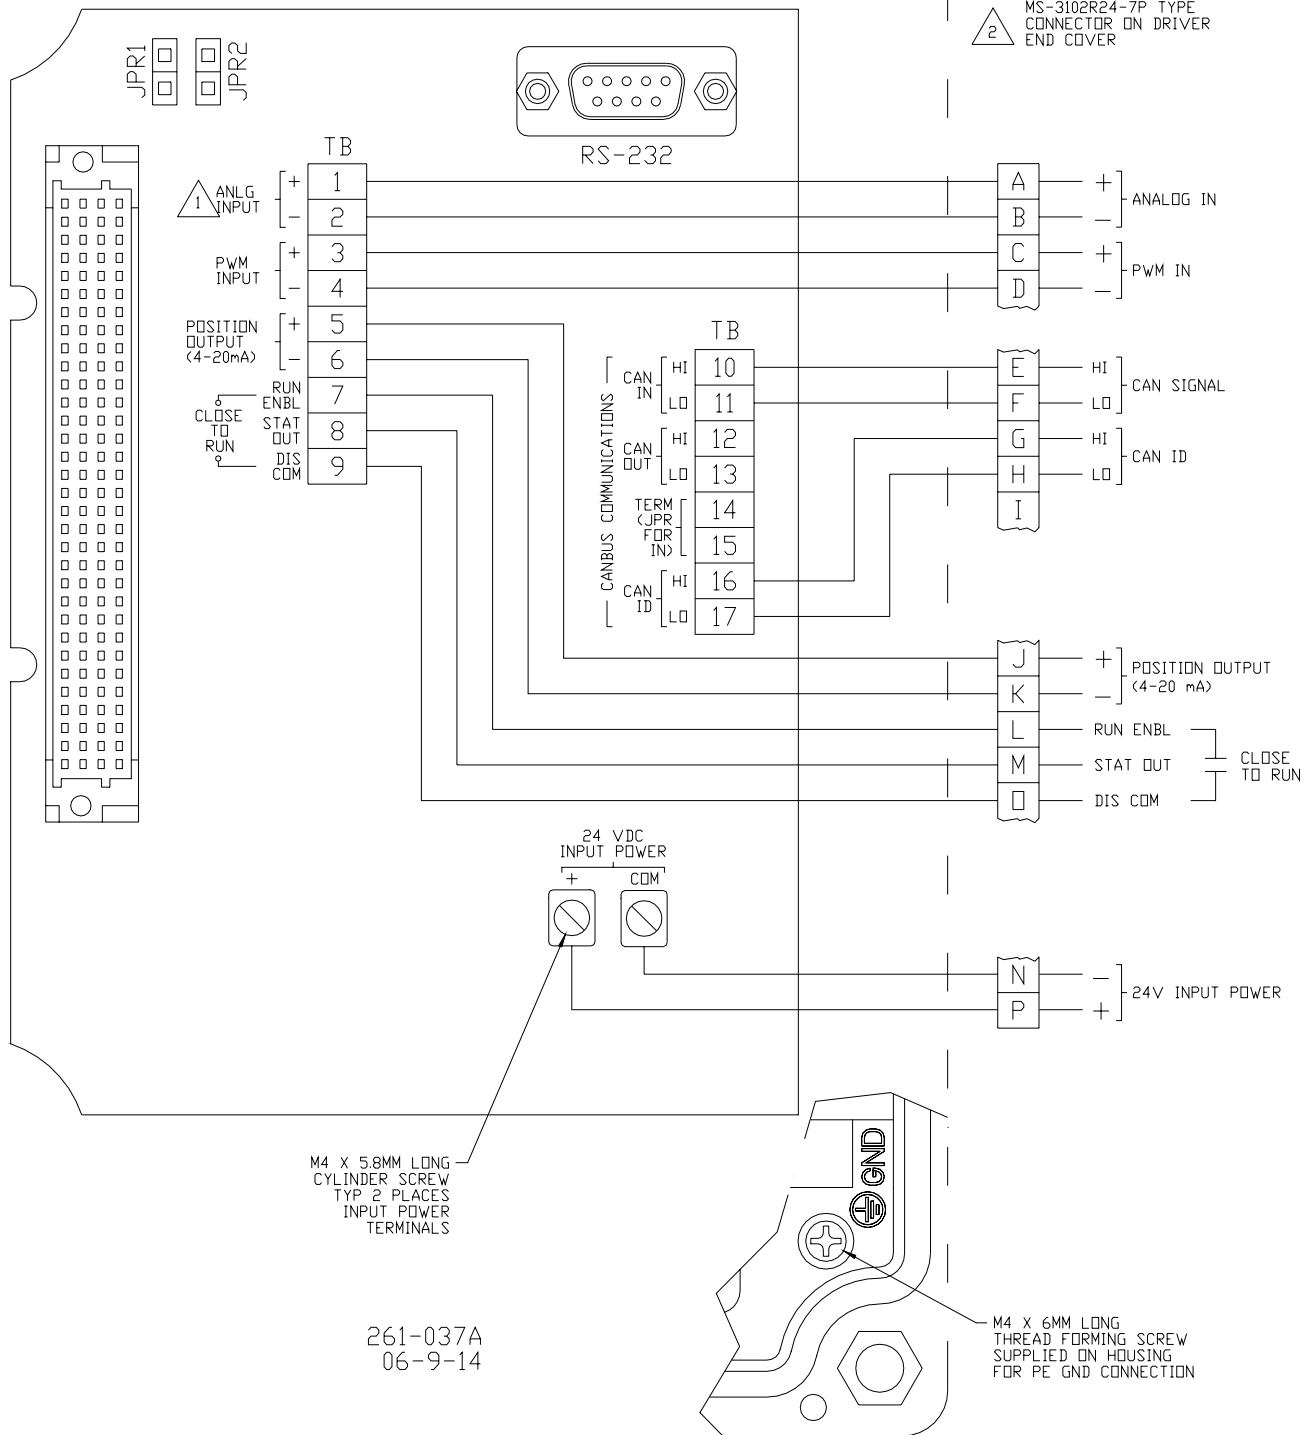 MS-3102R24-7P TYPE
CONNECTOR ON DRIVER
END COVER
2
JPR1
JPR2
RS-232
TB
1
ANLG
INPUT
+
-
1
2
A
B
+
-
ANALOG IN
PWM
INPUT
+
-
3
4
C
D
+
-
PWM IN
POSITION
OUTPUT
(4-20mA)
+
-
5
6
RUN
ENBL
7
STAT
OUT
8
DIS
COM
9
CLOSE
TO
RUN
TB
CANBUS COMMUNICATIONS
CAN
IN
HI
LO
10
11
E
F
HI
LO
CAN SIGNAL
CAN
OUT
HI
LO
12
13
G
H
I
HI
LO
CAN ID
TERM
(JPR
FOR
IN)
14
15
CAN
ID
HI
LO
16
17
J
K
+
-
POSITION OUTPUT
(4-20 mA)
L
RUN ENBL
M
STAT OUT
O
DIS COM
CLOSE
TO RUN
24 VDC
INPUT POWER
+
COM
N
P
-
+
24V INPUT POWER
GND
M4 X 5.8MM LONG
CYLINDER SCREW
TYP 2 PLACES
INPUT POWER
TERMINALS
M4 X 6MM LONG
THREAD FORMING SCREW
SUPPLIED ON HOUSING
FOR PE GND CONNECTION
261-037A
06-9-14